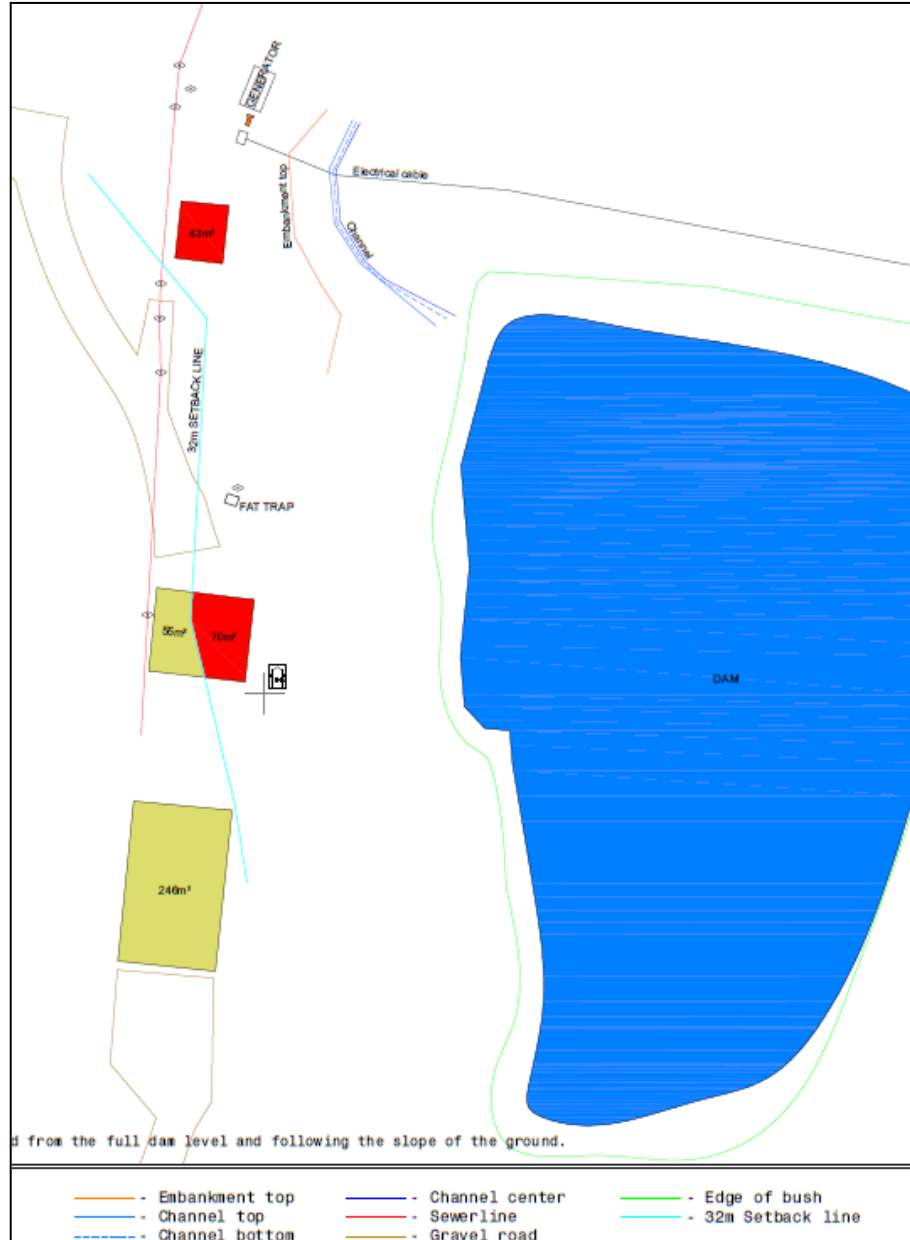 GENERATOR
Electrical cable
Embankment top
Channel
43m²
32m SETBACK LINE
FAT TRAP
55m²
70m²
DAM
246m²
d from the full dam level and following the slope of the ground.
- Embankment top
- Channel center
- Edge of bush
- Channel top
- Sewerline
- 32m Setback line
- Channel bottom
- Gravel road